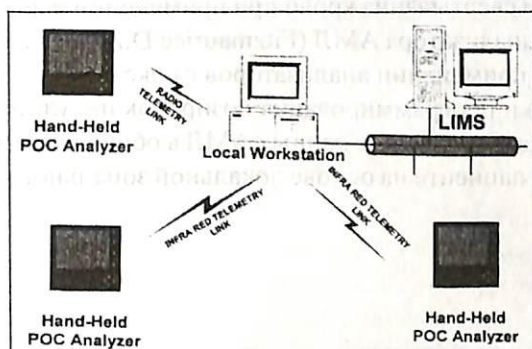 RADIO
TELEMETRY
LINK
Hand-Held
POC Analyzer
Local Workstation
LIMS
INFRA RED TELEMETRY
LINK
INFRA RED TELEMETRY
LINK
Hand-Held
POC Analyzer
Hand-Held
POC Analyzer